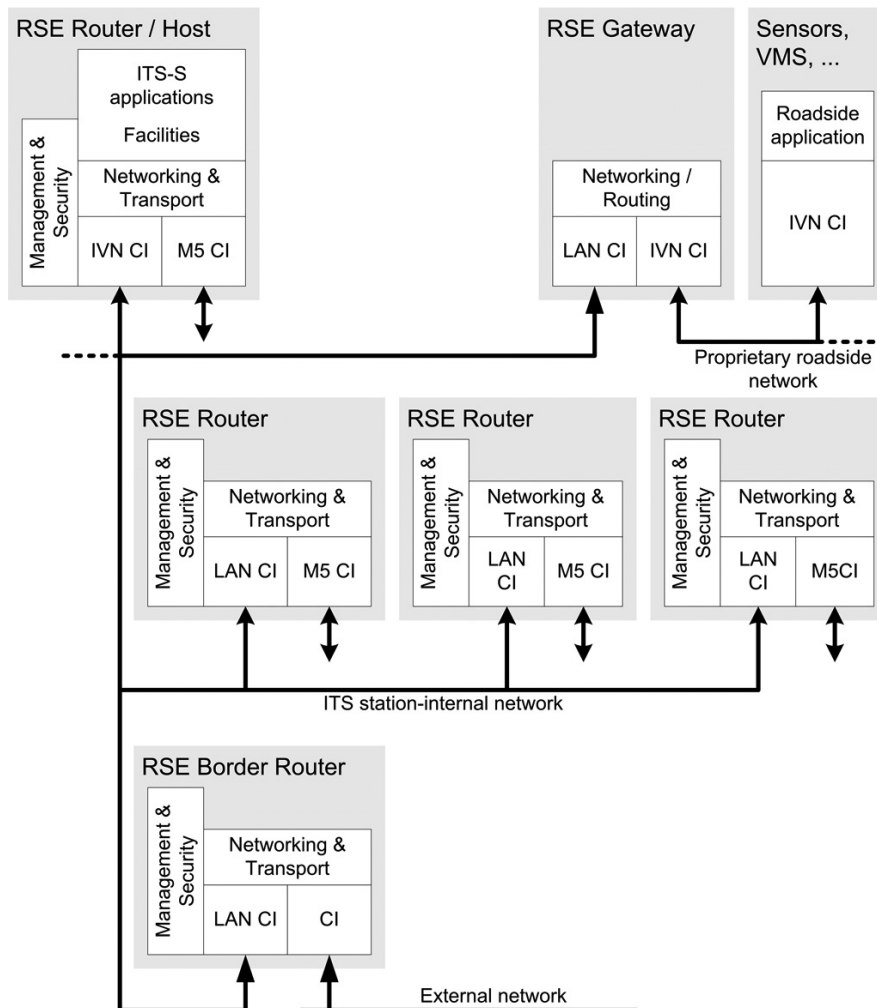 RSE Router / Host
ITS-S
applications
Facilities
Management &
Security
Networking &
Transport
IVN CI
M5 CI
RSE Gateway
Networking /
Routing
LAN CI
IVN CI
Sensors,
VMS, ...
Roadside
application
IVN CI
Proprietary roadside
network
RSE Router
Management &
Security
Networking &
Transport
LAN CI
M5 CI
RSE Router
Management &
Security
Networking &
Transport
LAN
CI
M5 CI
RSE Router
Management &
Security
Networking &
Transport
LAN
CI
M5CI
ITS station-internal network
RSE Border Router
Management &
Security
Networking &
Transport
LAN CI
CI
External network